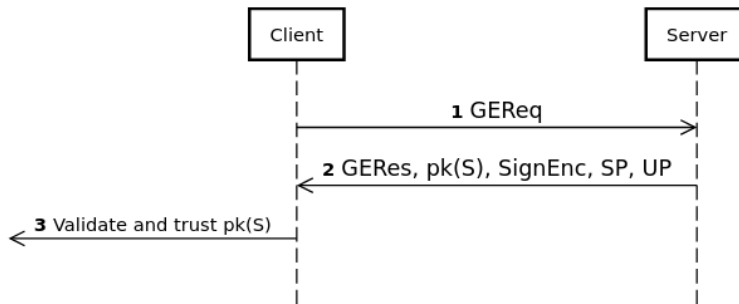 Client
Server
1 GEReq
2 GERes, pk(S), SignEnc, SP, UP
3 Validate and trust pk(S)